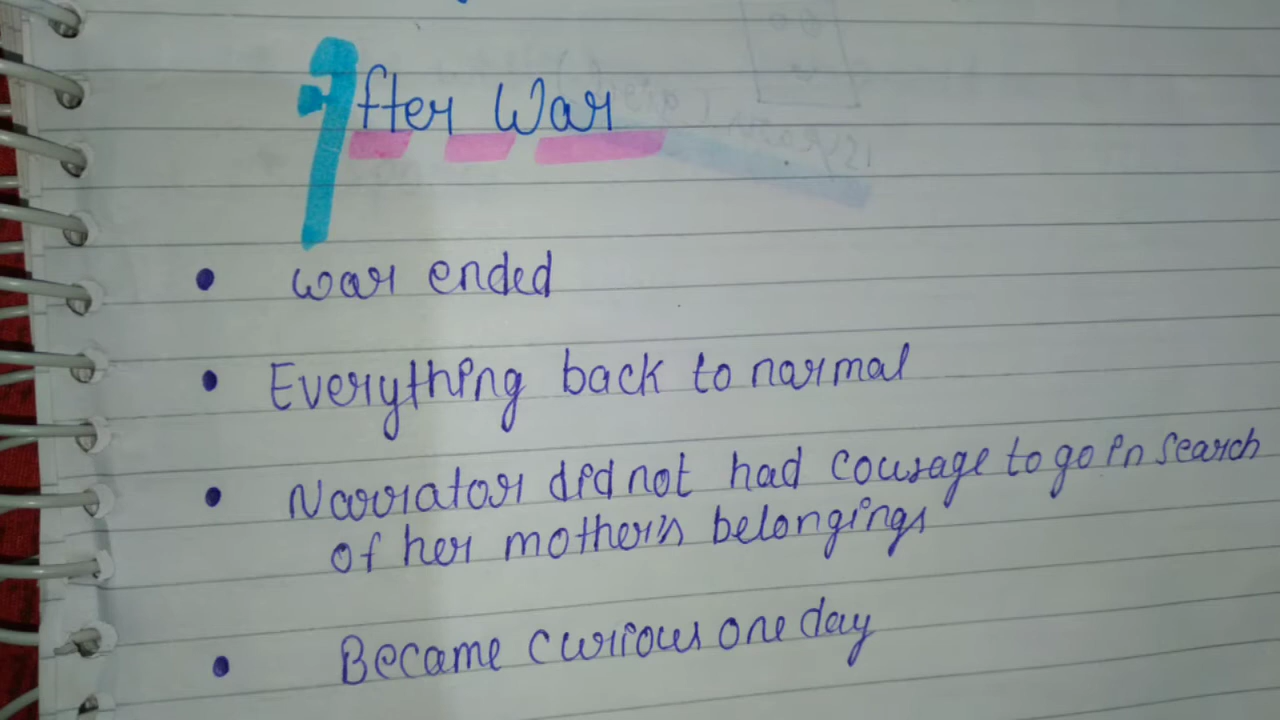 After War
• war ended
• Everything back to normal
• Narrator did not had courage to go in search
of her mother's belongings
• Became curious one day